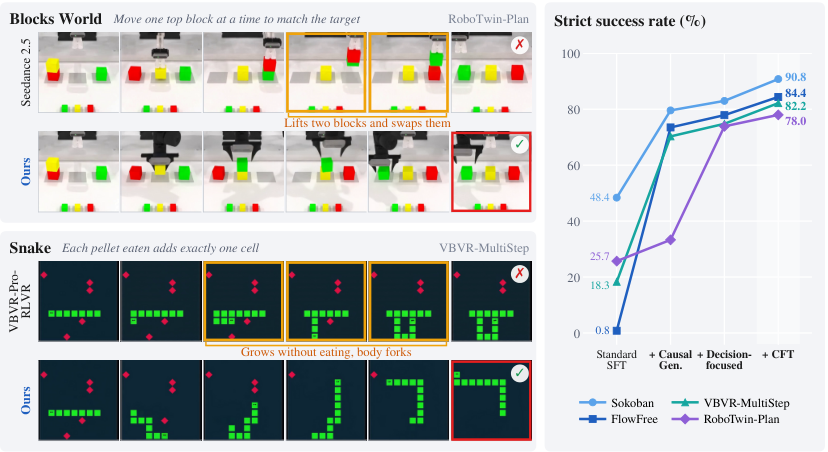 Blocks World Move one top block at a time to match the target RoboTwin-Plan
Seedance 2.5
Lifts two blocks and swaps them
Ours
Snake Each pellet eaten adds exactly one cell VBVR-MultiStep
VBVR-Pro-
RLVR
Grows without eating, body forks
Ours
Strict success rate (%)
100
80
60
40
20
0
90.8
84.4
82.2
78.0
48.4
25.7
18.3
0.8
Standard
SFT
+ Causal
Gen.
+ Decision-
focused
+ CFT
Sokoban
VBVR-MultiStep
FlowFree
RoboTwin-Plan